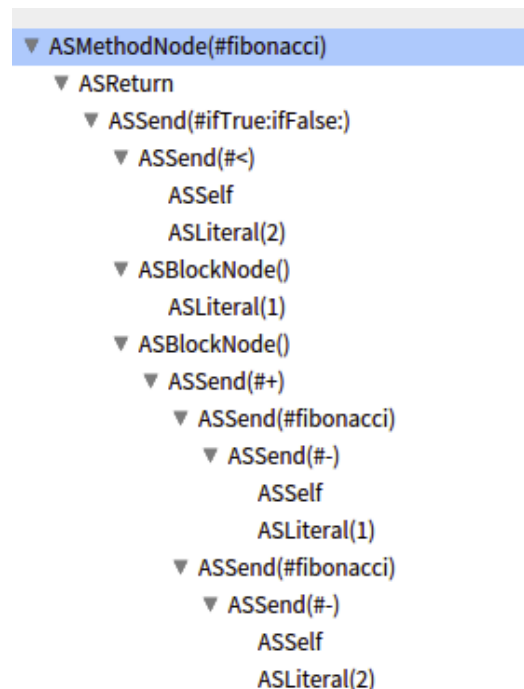 ASMethodNode(#fibonacci)
ASReturn
ASSend(#ifTrue:ifFalse:)
ASSend(#<)
ASSelf
ASLiteral(2)
ASBlockNode()
ASLiteral(1)
ASBlockNode()
ASSend(#+)
ASSend(#fibonacci)
ASSend(#-)
ASSelf
ASLiteral(1)
ASSend(#fibonacci)
ASSend(#-)
ASSelf
ASLiteral(2)